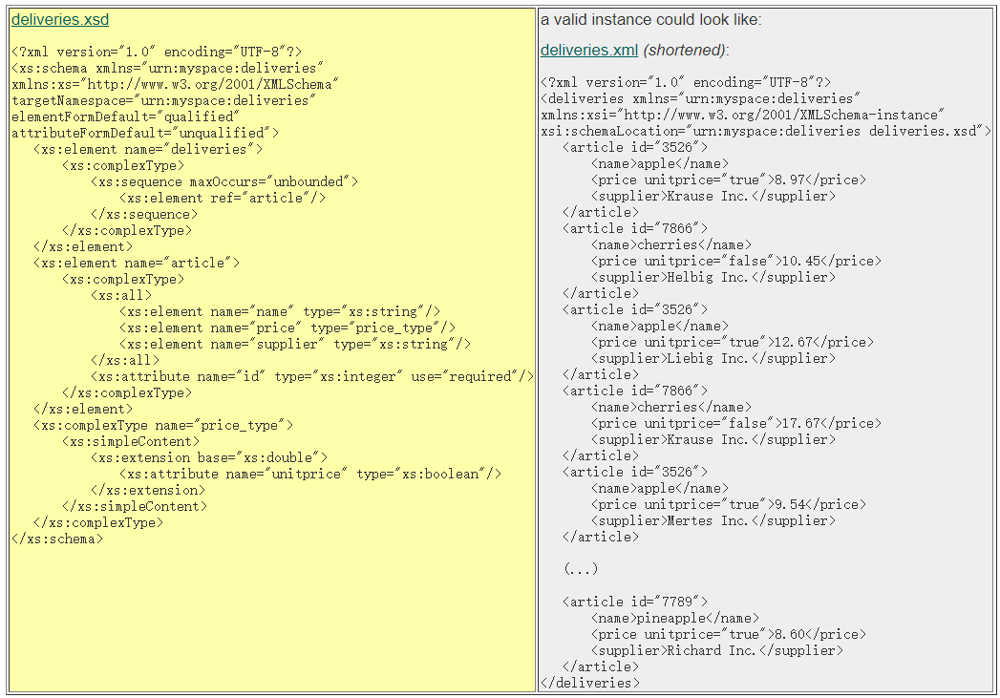 deliveries.xsd
<?xml version="1.0" encoding="UTF-8"?>
<xs:schema xmlns="urn:myspace:deliveries"
xmlns:xs="http://www.w3.org/2001/XMLSchema"
targetNamespace="urn:myspace:deliveries"
elementFormDefault="qualified"
attributeFormDefault="unqualified">
   <xs:element name="deliveries">
      <xs:complexType>
         <xs:sequence maxOccurs="unbounded">
            <xs:element ref="article"/>
         </xs:sequence>
      </xs:complexType>
   </xs:element>
   <xs:element name="article">
      <xs:complexType>
         <xs:all>
            <xs:element name="name" type="xs:string"/>
            <xs:element name="price" type="price_type"/>
            <xs:element name="supplier" type="xs:string"/>
         </xs:all>
         <xs:attribute name="id" type="xs:integer" use="required"/>
      </xs:complexType>
   </xs:element>
   <xs:complexType name="price_type">
      <xs:simpleContent>
         <xs:extension base="xs:double">
            <xs:attribute name="unitprice" type="xs:boolean"/>
         </xs:extension>
      </xs:simpleContent>
   </xs:complexType>
</xs:schema>
a valid instance could look like:
deliveries.xml (shortened):
<?xml version="1.0" encoding="UTF-8"?>
<deliveries xmlns="urn:myspace:deliveries"
xmlns:xsi="http://www.w3.org/2001/XMLSchema-instance"
xsi:schemaLocation="urn:myspace:deliveries deliveries.xsd">
   <article id="3526">
      <name>apple</name>
      <price unitprice="true">8.97</price>
      <supplier>Krause Inc.</supplier>
   </article>
   <article id="7866">
      <name>cherries</name>
      <price unitprice="false">10.45</price>
      <supplier>Helbig Inc.</supplier>
   </article>
   <article id="3526">
      <name>apple</name>
      <price unitprice="true">12.67</price>
      <supplier>Liebig Inc.</supplier>
   </article>
   <article id="7866">
      <name>cherries</name>
      <price unitprice="false">17.67</price>
      <supplier>Krause Inc.</supplier>
   </article>
   <article id="3526">
      <name>apple</name>
      <price unitprice="true">9.54</price>
      <supplier>Mertes Inc.</supplier>
   </article>
   (...)
   <article id="7789">
      <name>pineapple</name>
      <price unitprice="true">8.60</price>
      <supplier>Richard Inc.</supplier>
   </article>
</deliveries>